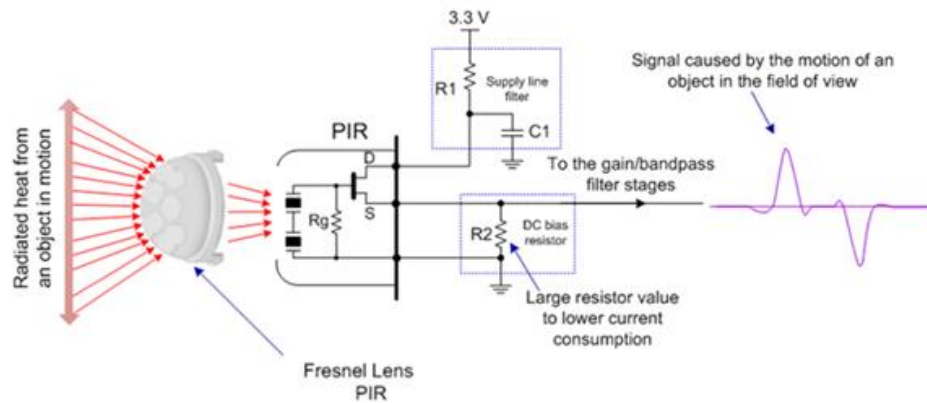 3.3 V
R1
Supply line
filter
C1
PIR
D
S
Rg
Radiated heat from
an object in motion
To the gain/bandpass
filter stages
R2
DC bias
resistor
Large resistor value
to lower current
consumption
Signal caused by the motion of an
object in the field of view
Fresnel Lens
PIR